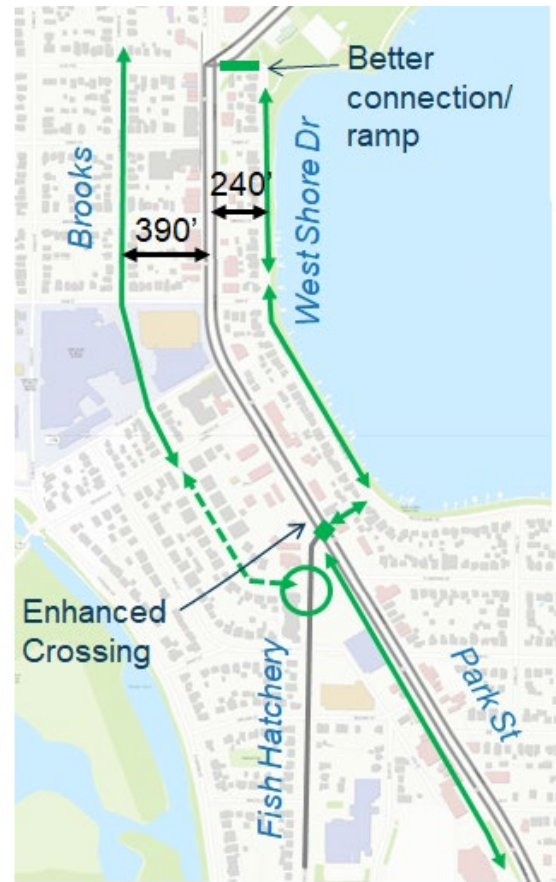 Better
connection/
ramp
Brooks
240’
390’
West Shore Dr
Enhanced
Crossing
Fish Hatchery
Park St